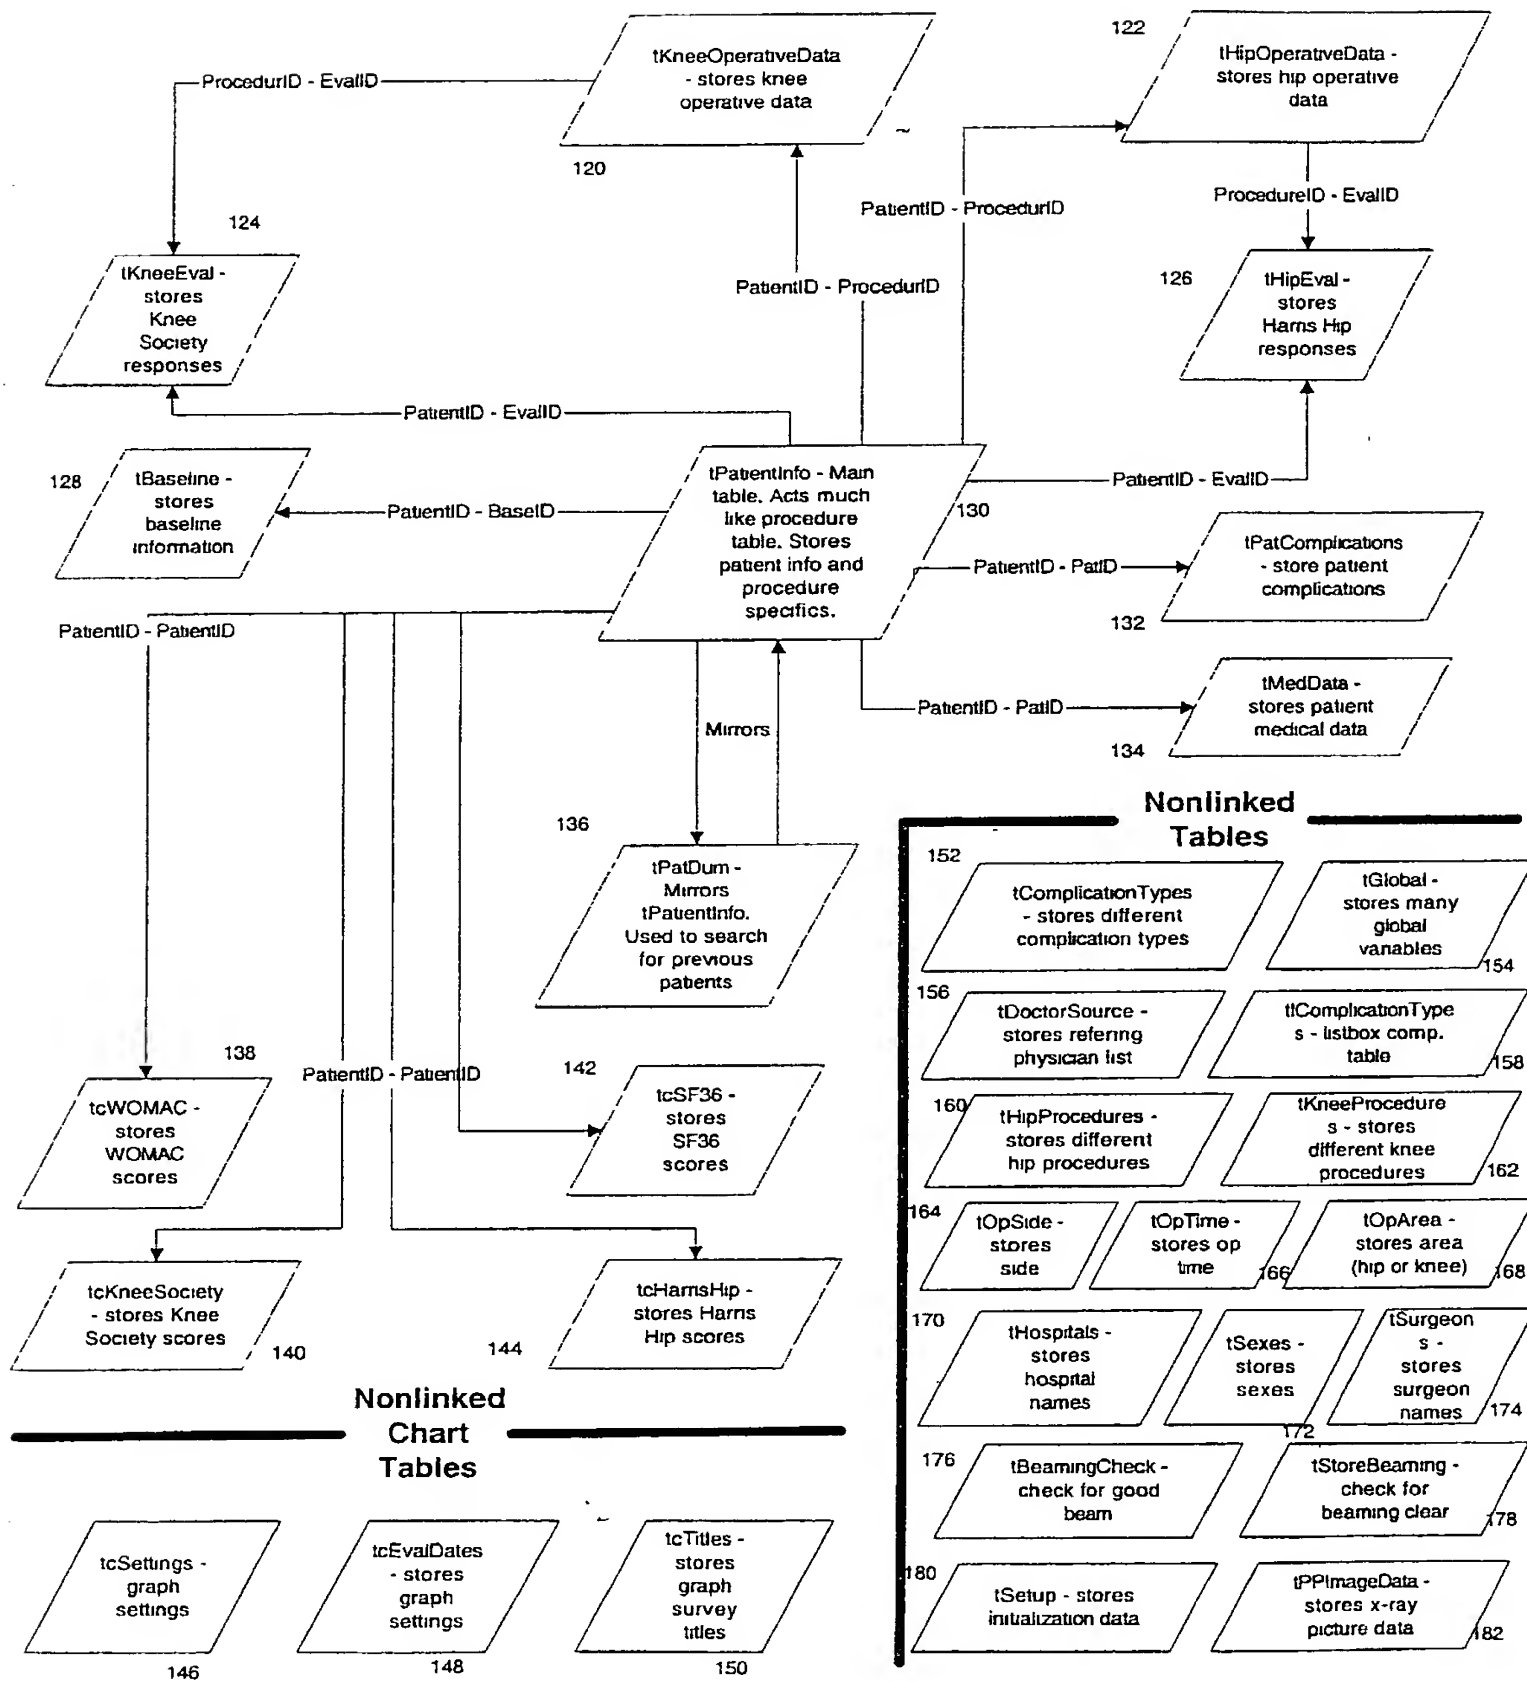 122
tKneeOperativeData
- stores knee
operative data
tHipOperativeData -
stores hip operative
data
ProcedurID - EvalID
120
PatientID - ProcedurID
ProcedureID - EvalID
124
tKneeEval -
stores
Knee
Society
responses
PatientID - ProcedurID
126
tHipEval -
stores
Harris Hip
responses
PatientID - EvalID
128
tBaseline -
stores
baseline
information
PatientID - BaseID
tPatientInfo - Main
table. Acts much
like procedure
table. Stores
patient info and
procedure
specifics.
130
PatientID - EvalID
tPatComplications
- store patient
complications
PatientID - PatID
132
PatientID - PatientID
tMedData -
stores patient
medical data
PatientID - PatID
134
Mirrors
136
tPatDum -
Mirrors
tPatientInfo.
Used to search
for previous
patients
138
PatientID - PatientID
142
tcWOMAC -
stores
WOMAC
scores
tcSF36 -
stores
SF36
scores
tcKneeSociety
- stores Knee
Society scores
140
144
tcHarrisHip -
stores Harris
Hip scores
Nonlinked
Chart
Tables
tcSettings -
graph
settings
146
tcEvalDates
- stores
graph
settings
148
tcTitles -
stores
graph
survey
titles
150
Nonlinked
Tables
152
tComplicationTypes
- stores different
complication types
tGlobal -
stores many
global
variables
154
156
tDoctorSource -
stores refering
physician list
tlComplicationType
s - listbox comp.
table
158
160
tHipProcedures -
stores different
hip procedures
tKneeProcedure
s - stores
different knee
procedures
162
164
tOpSide -
stores
side
tOpTime -
stores op
time
166
tOpArea -
stores area
(hip or knee)
168
170
tHospitals -
stores
hospital
names
tSexes -
stores
sexes
172
tSurgeon
s -
stores
surgeon
names
174
176
tBeamingCheck -
check for good
beam
tStoreBeaming -
check for
beaming clear
178
180
tSetup - stores
initialization data
tPPImageData -
stores x-ray
picture data
182